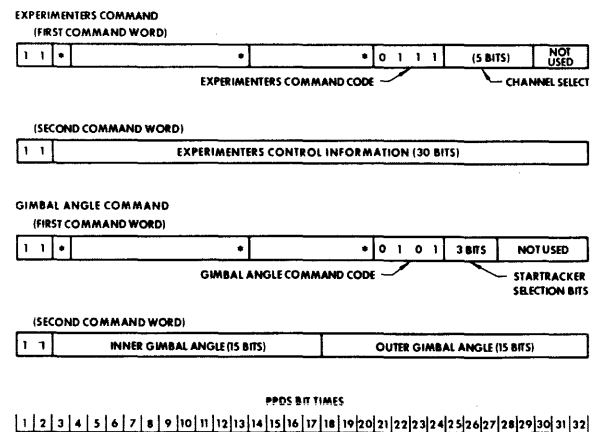 EXPERIMENTERS COMMAND
(FIRST COMMAND WORD)
1 1 * * * 0 1 1 1 (5 BITS) NOT USED
EXPERIMENTERS COMMAND CODE CHANNEL SELECT
(SECOND COMMAND WORD)
1 1 EXPERIMENTERS CONTROL INFORMATION (30 BITS)
GIMBAL ANGLE COMMAND
(FIRST COMMAND WORD)
1 1 * * * 0 1 0 1 3 BITS NOT USED
GIMBAL ANGLE COMMAND CODE STARTRACKER
SELECTION BITS
(SECOND COMMAND WORD)
1 1 INNER GIMBAL ANGLE (15 BITS) OUTER GIMBAL ANGLE (15 BITS)
PPDS BIT TIMES
1 2 3 4 5 6 7 8 9 10 11 12 13 14 15 16 17 18 19 20 21 22 23 24 25 26 27 28 29 30 31 32